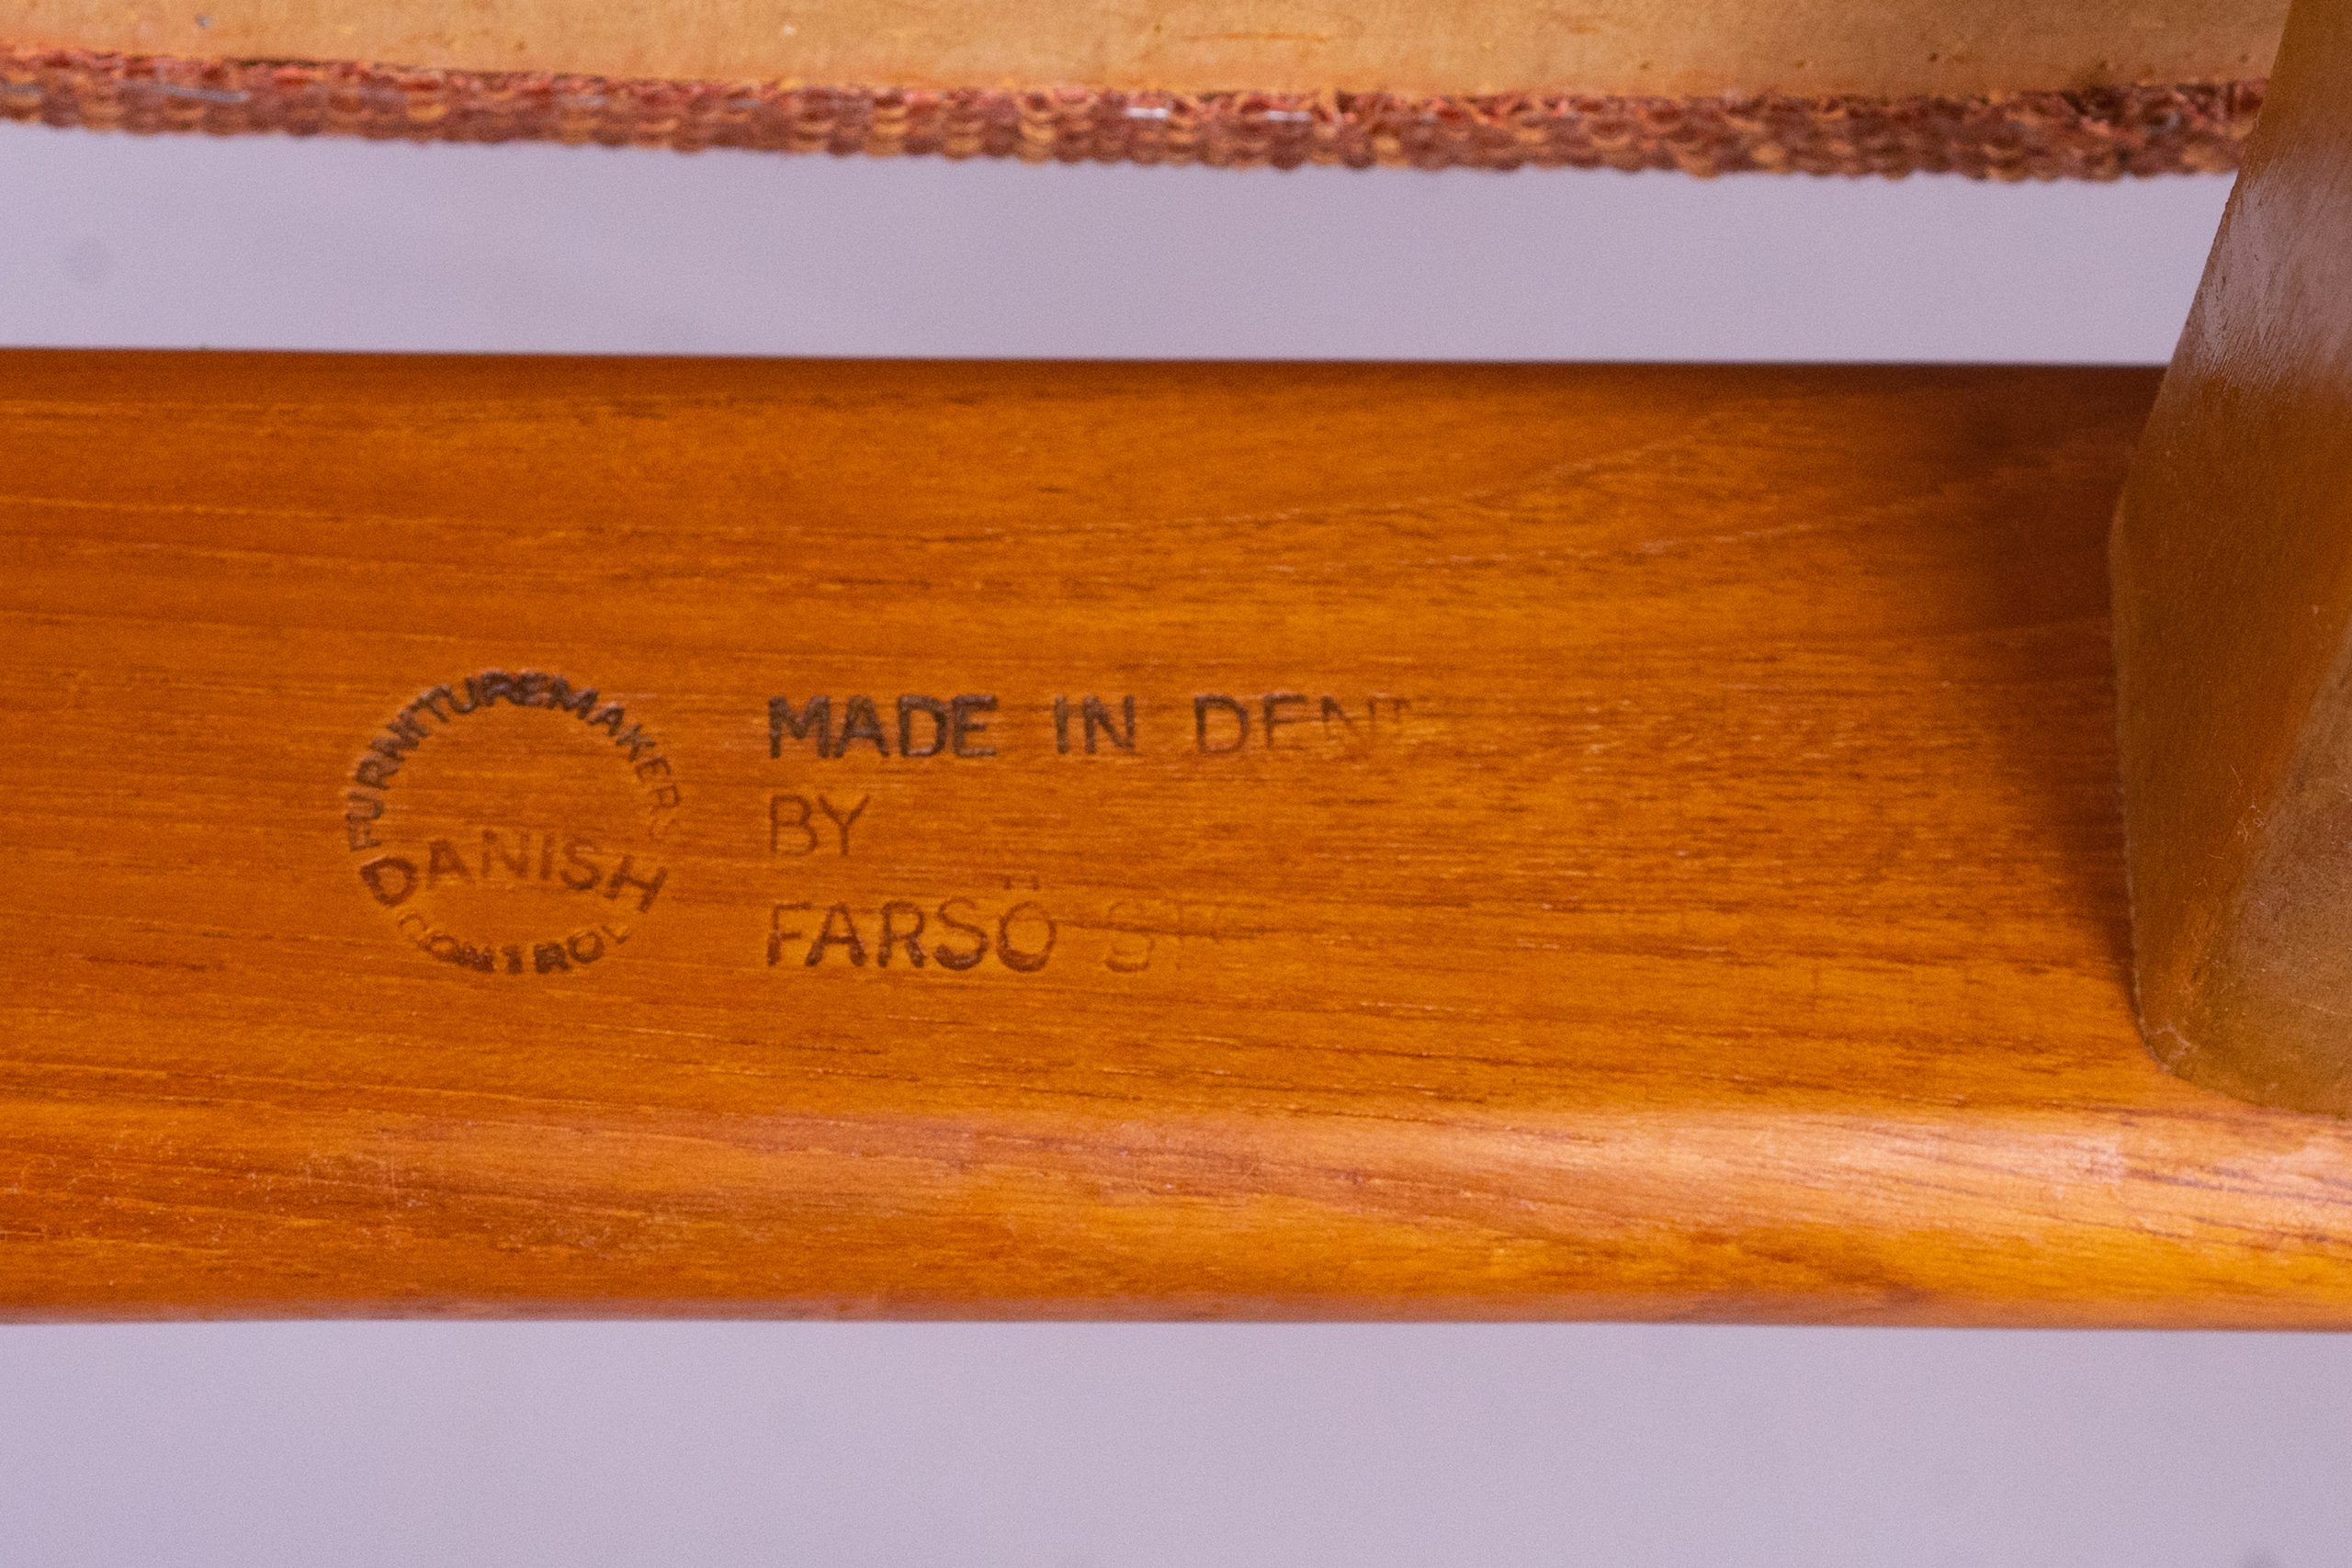 FURNITUREMAKERS
DANISH
CONTROL
MADE IN DEN
BY
FARSÖ